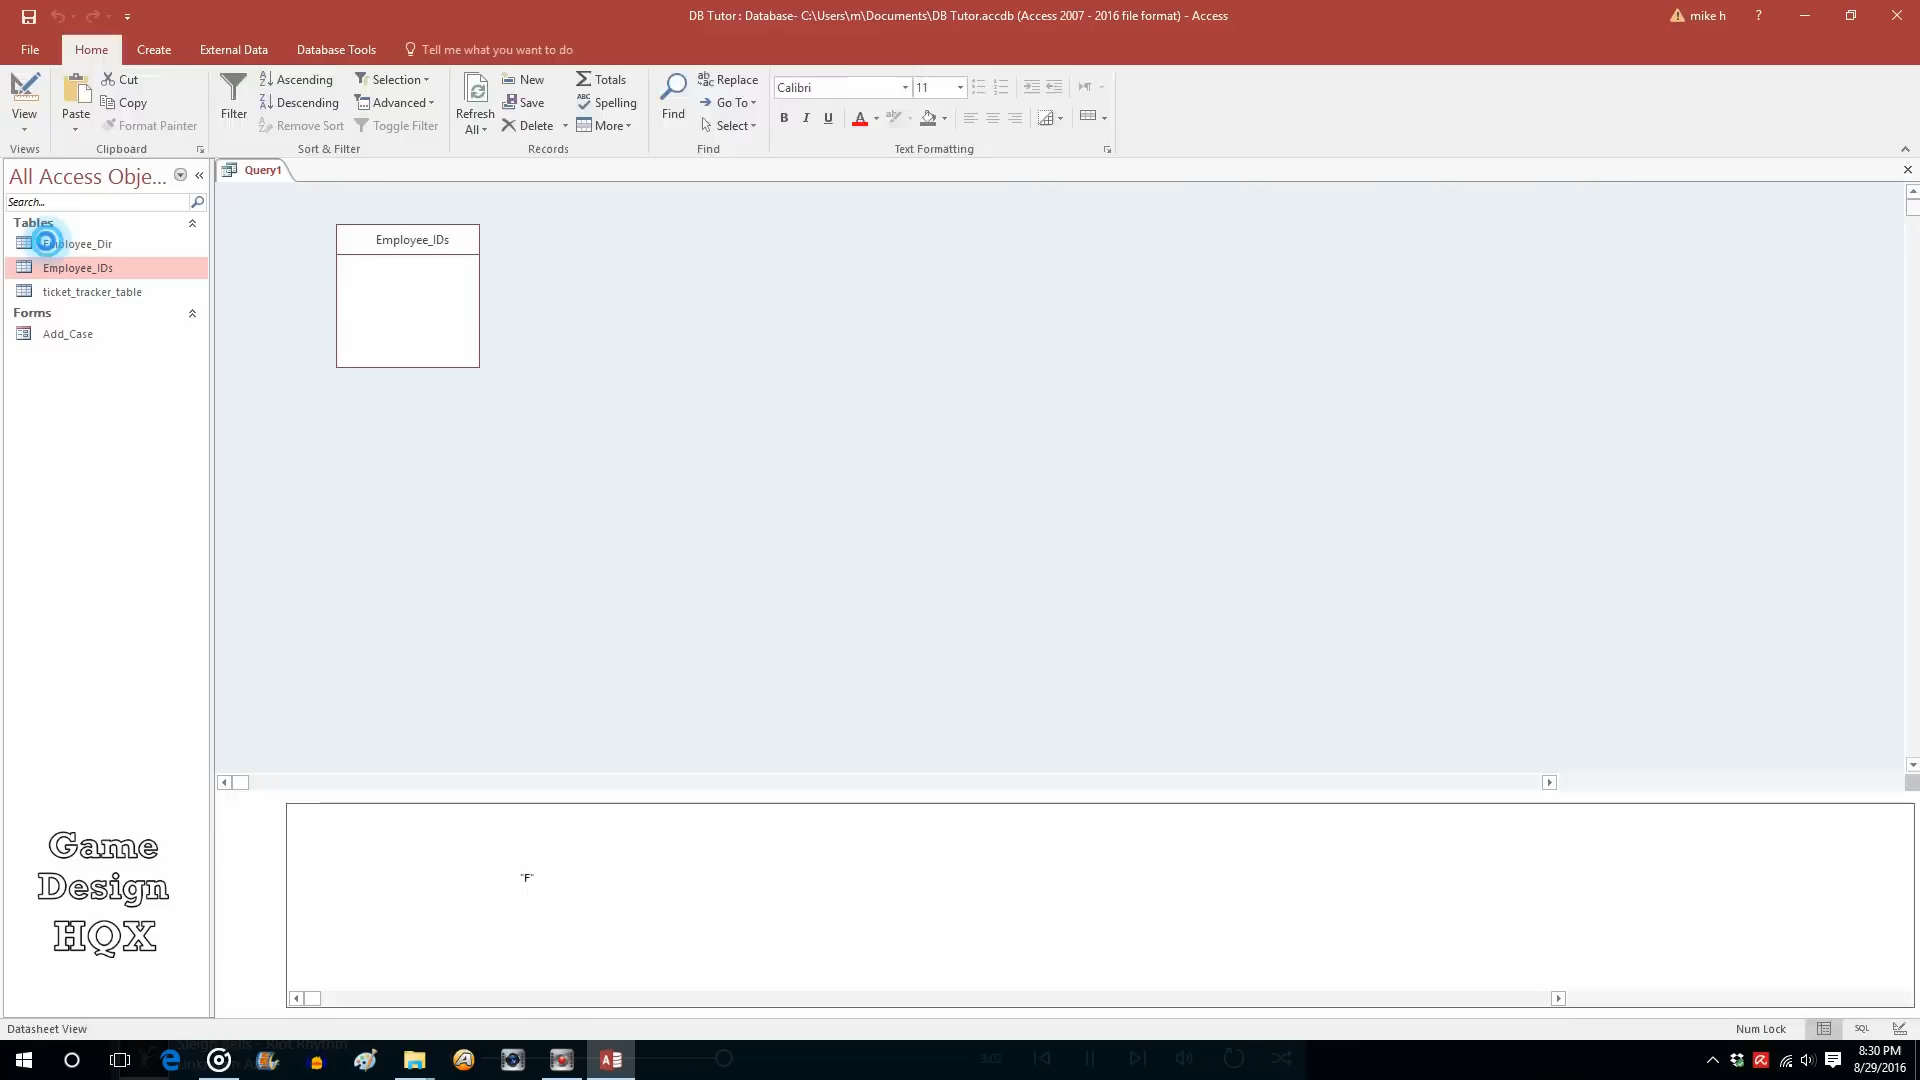 DB Tutor : Database- C:\Users\m\Documents\DB Tutor.accdb (Access 2007 - 2016 file format) - Access
mike h
?
File
Home
Create
External Data
Database Tools
Tell me what you want to do
View
Paste
Cut
Copy
Format Painter
Filter
Ascending
Descending
Remove Sort
Selection
Advanced
Toggle Filter
Refresh
All
New
Save
Delete
Totals
Spelling
More
Find
Replace
Go To
Select
Calibri
11
B
I
U
A
Views
Clipboard
Sort & Filter
Records
Find
Text Formatting
All Access Obje...
Search...
Tables
Employee_Dir
Employee_IDs
ticket_tracker_table
Forms
Add_Case
Query1
Employee_IDs
"F"
Game
Design
HQX
Datasheet View
Num Lock
SQL
3:02
8:30 PM
8/29/2016